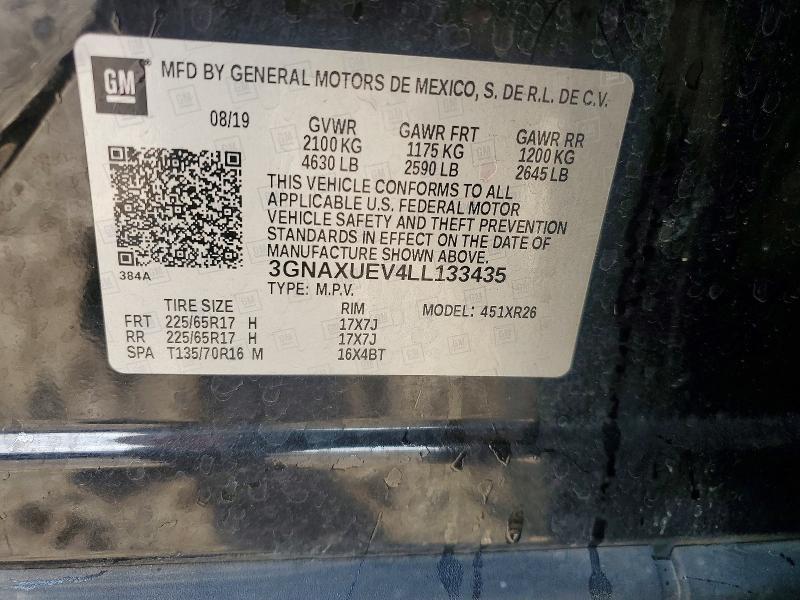 GM MFD BY GENERAL MOTORS DE MEXICO, S. DE R.L. DE C.V.
08/19 GVWR GAWR FRT GAWR RR
2100 KG 1175 KG 1200 KG
4630 LB 2590 LB 2645 LB
THIS VEHICLE CONFORMS TO ALL
APPLICABLE U.S. FEDERAL MOTOR
VEHICLE SAFETY AND THEFT PREVENTION
STANDARDS IN EFFECT ON THE DATE OF
MANUFACTURE SHOWN ABOVE.
384A 3GNAXUEV4LL133435
TYPE: M.P.V.
TIRE SIZE RIM MODEL: 451XR26
FRT 225/65R17 H 17X7J
RR 225/65R17 H 17X7J
SPA T135/70R16 M 16X4BT